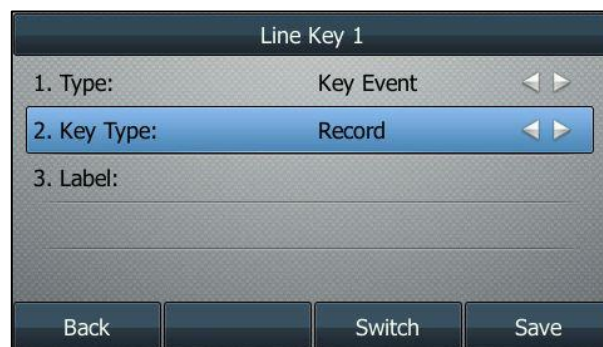 Line Key 1
1. Type: Key Event
2. Key Type: Record
3. Label:
Back Switch Save